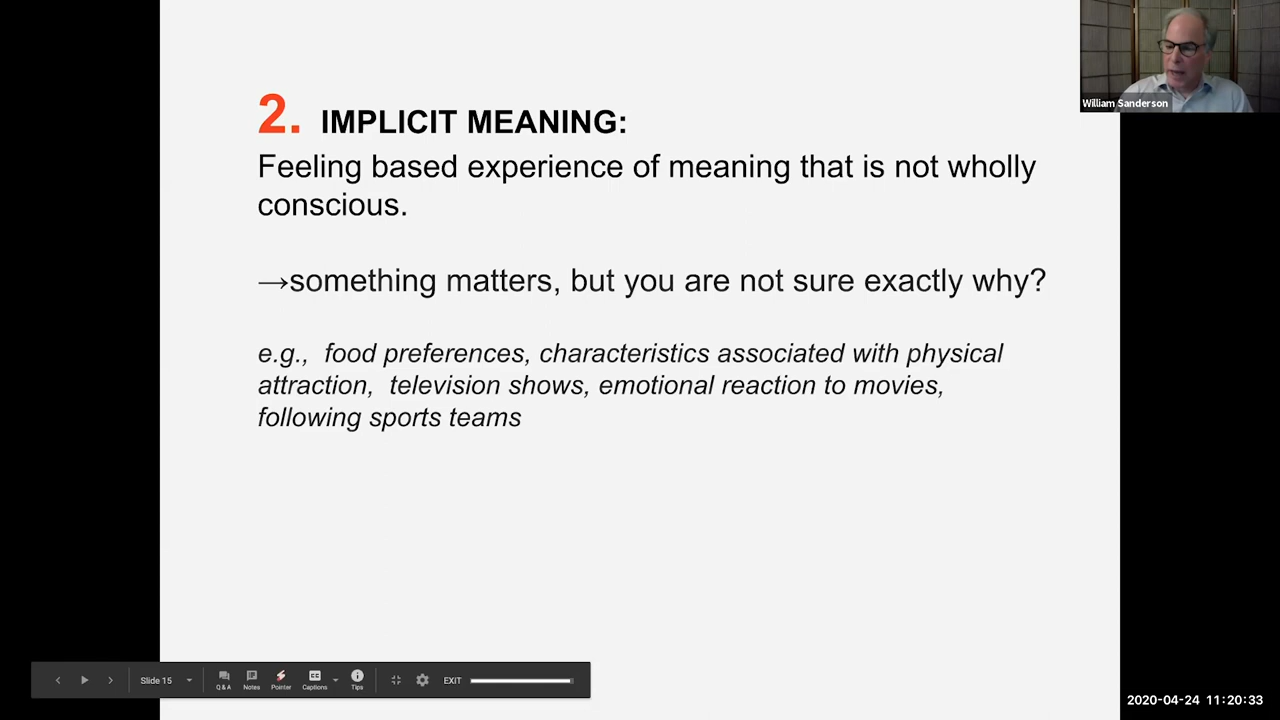 2. IMPLICIT MEANING:
Feeling based experience of meaning that is not wholly
conscious.
→something matters, but you are not sure exactly why?
e.g., food preferences, characteristics associated with physical
attraction, television shows, emotional reaction to movies,
following sports teams
William Sanderson
Slide 15
Q & A
Notes
Pointer
CC
Captions
Tips
EXIT
2020-04-24 11:20:33